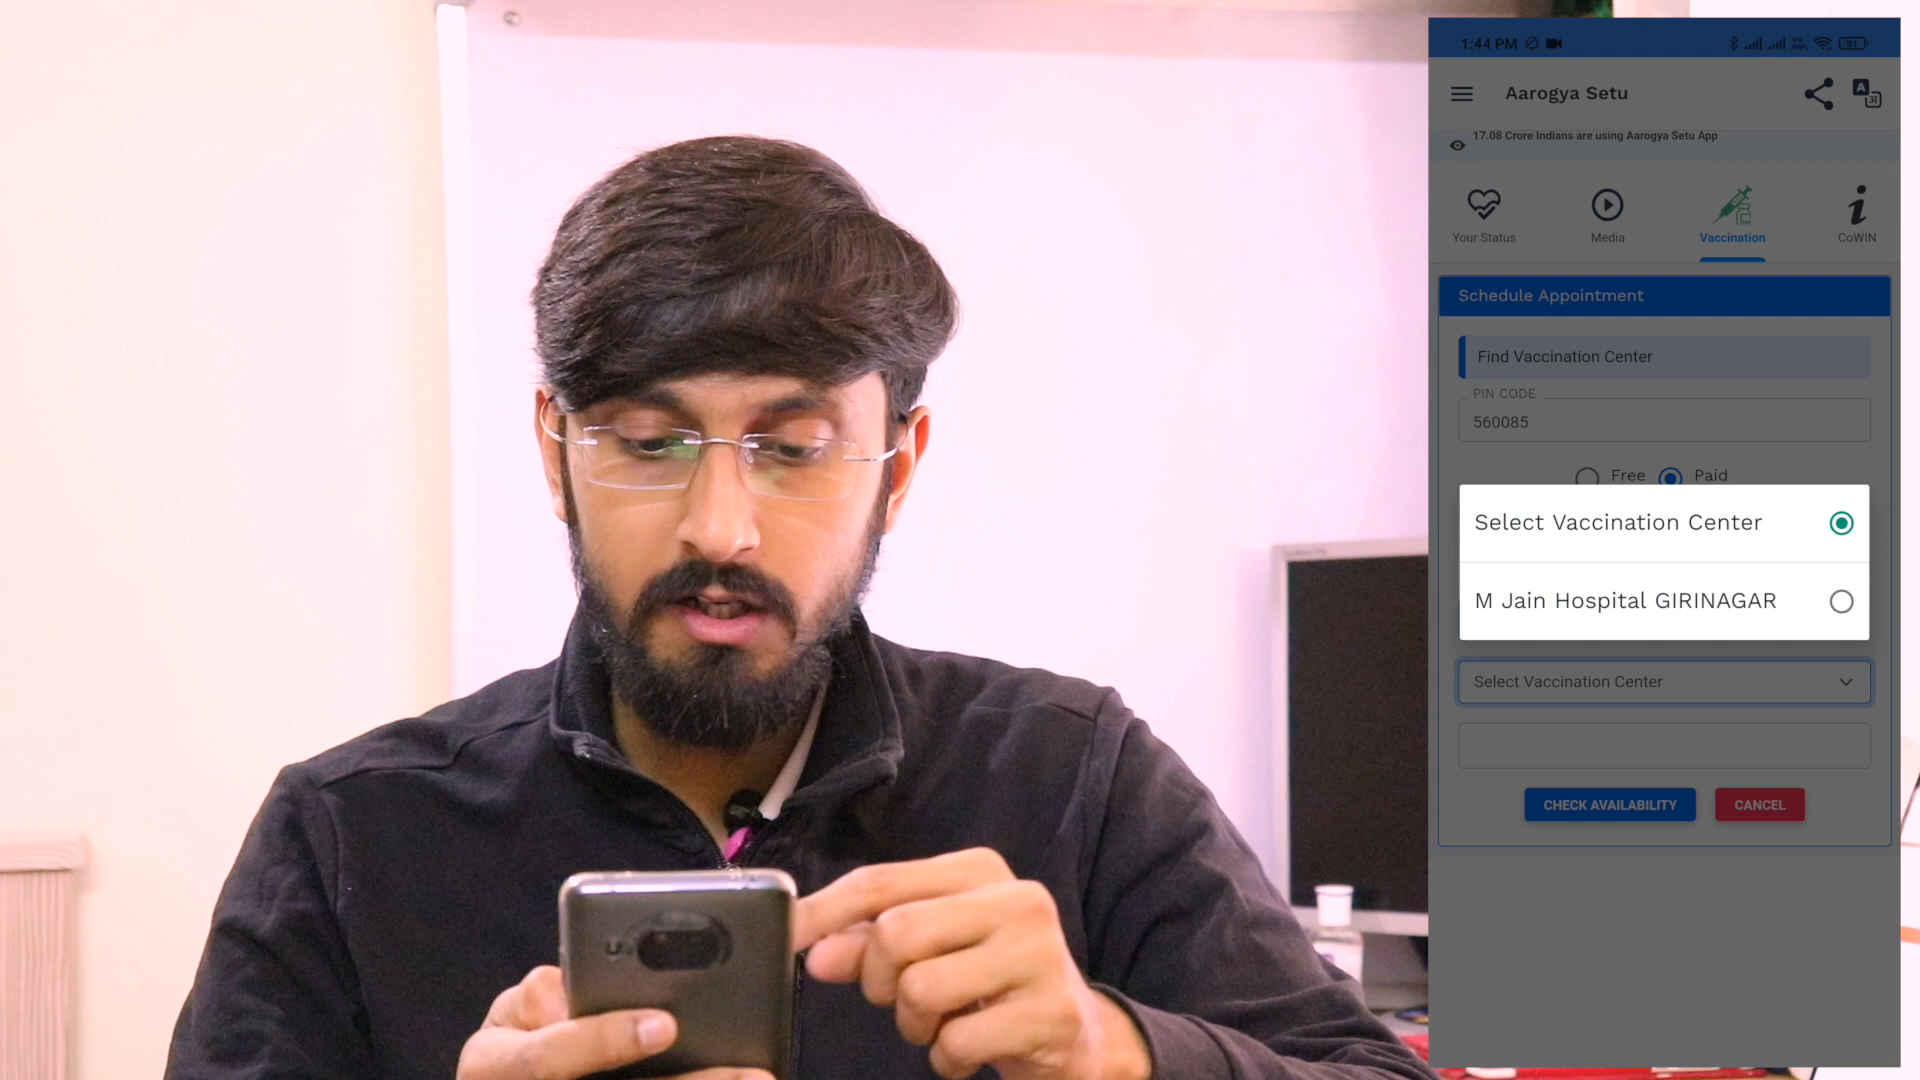 1:44 PM
81
Aarogya Setu
17.08 Crore Indians are using Aarogya Setu App
Your Status
Media
Vaccination
CoWIN
Schedule Appointment
Find Vaccination Center
PIN CODE
560085
Free
Paid
Select Vaccination Center
M Jain Hospital GIRINAGAR
Select Vaccination Center
CHECK AVAILABILITY
CANCEL